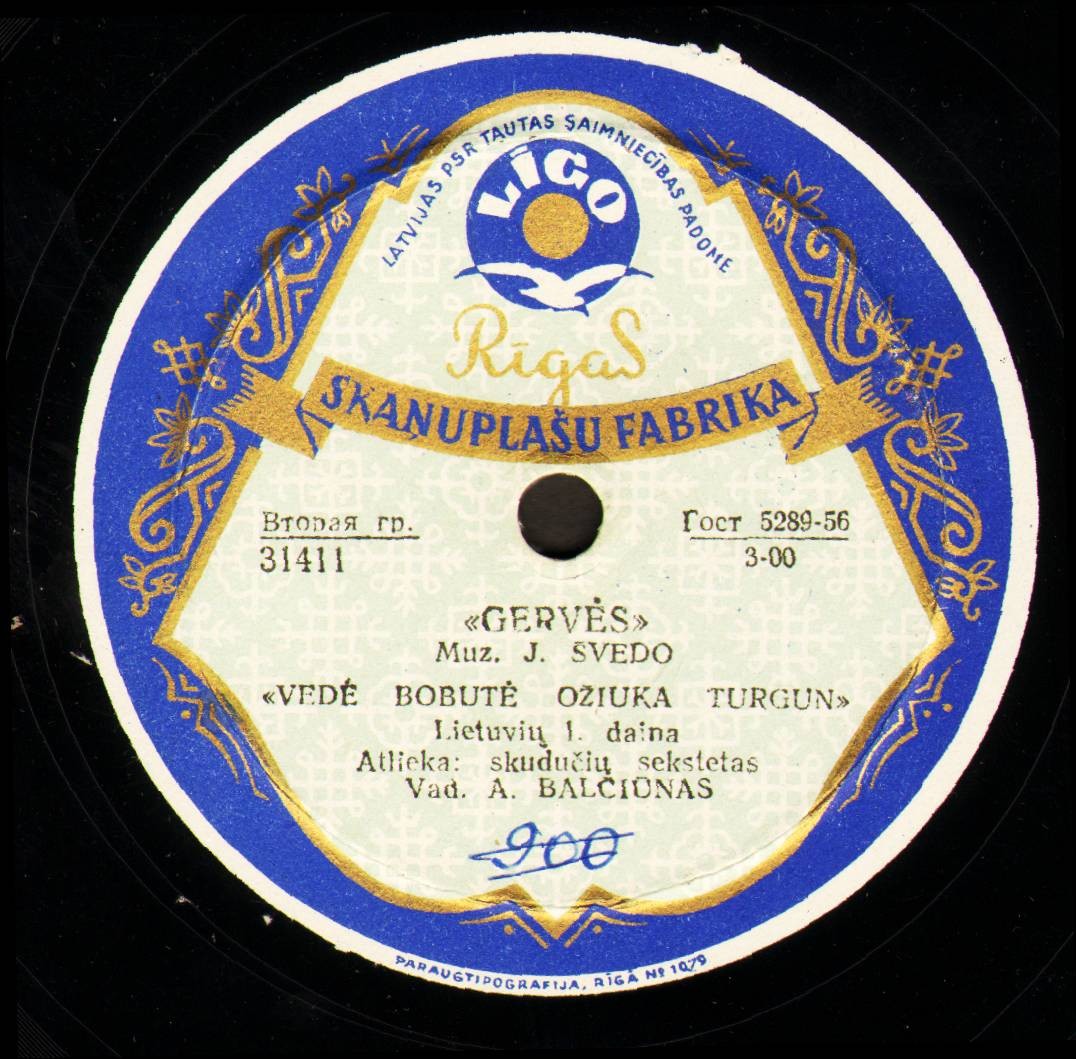 LATVIJAS PSR TAUTAS SAIMNIECĪBAS PADOME
LĪGO
Rīgas
SKAŅUPLAŠU FABRIKA
Вторая гр.
31411
Гост 5289-56
3-00
«GERVĖS»
Muz. J. ŠVEDO
«VEDĖ BOBUTĖ OŽIUKA TURGUN»
Lietuvių l. daina
Atlieka: skudučių sekstetas
Vad. A. BALČIŪNAS
900
PARAUGTIPOGRAFIJA, RĪGĀ № 1079